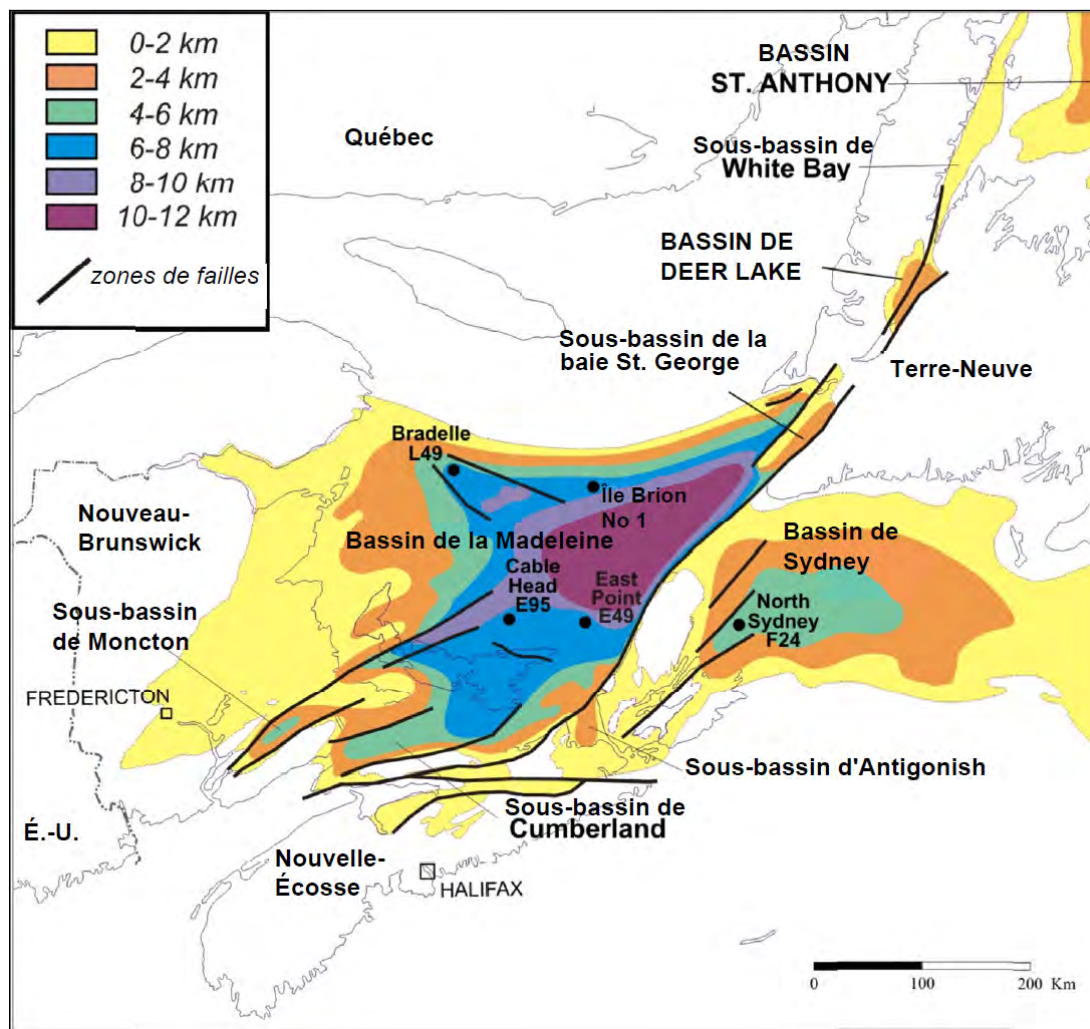 0-2 km
2-4 km
4-6 km
6-8 km
8-10 km
10-12 km
zones de failles
Québec
BASSIN
ST. ANTHONY
Sous-bassin de
White Bay
BASSIN DE
DEER LAKE
Sous-bassin de la
baie St. George
Terre-Neuve
Bradelle
L49
Île Brion
No 1
Nouveau-
Brunswick
Bassin de la Madeleine
Bassin de
Sydney
Cable
Head
E95
East
Point
E49
North
Sydney
F24
Sous-bassin
de Moncton
FREDERICTON
Sous-bassin d'Antigonish
Sous-bassin de
Cumberland
É.-U.
Nouvelle-
Écosse
HALIFAX
0 100 200 Km